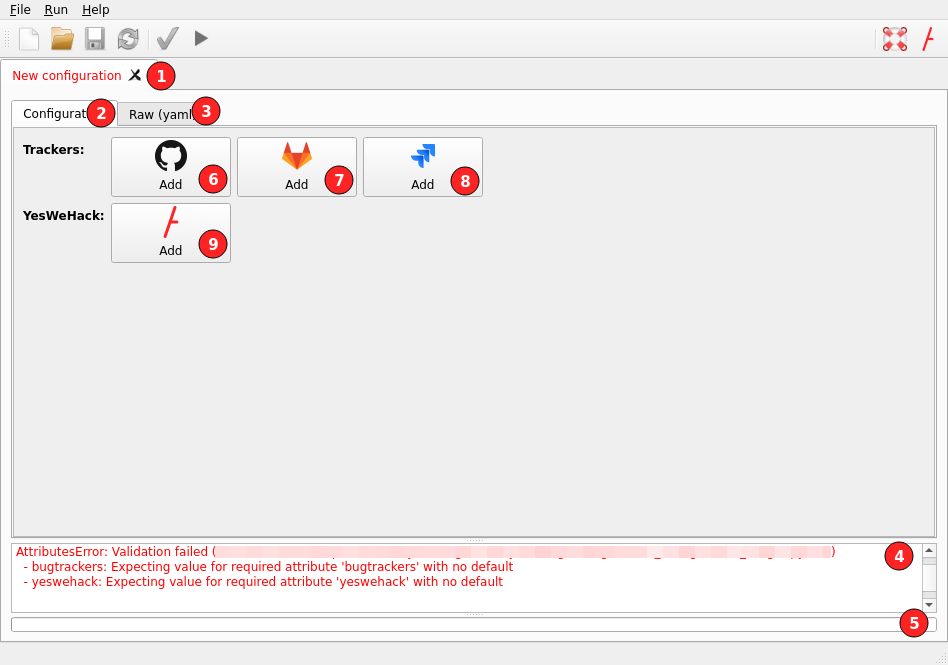 File Run Help
New configuration 1
2 Raw (yaml 3
Trackers:
Add 6
Add 7
Add 8
YesWeHack:
Add 9
AttributesError: Validation failed ( ) 4
- bugtrackers: Expecting value for required attribute 'bugtrackers' with no default
- yeswehack: Expecting value for required attribute 'yeswehack' with no default
5